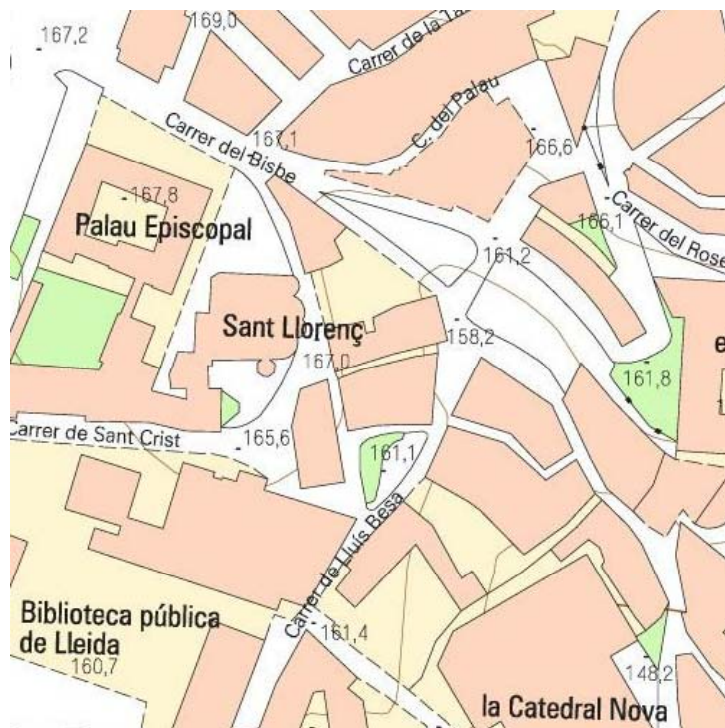 169,0
167,2
Carrer de la
C. del Palau
Carrer del Bisbe
167,1
166,6
167,8
Palau Episcopal
166,1
Carrer del Rose
161,2
Sant Llorenç
158,2
167,0
e
161,8
Carrer de Sant Crist
165,6
161,1
Carrer de Lluís Besa
Biblioteca pública
de Lleida
161,4
160,7
148,2
la Catedral Nova